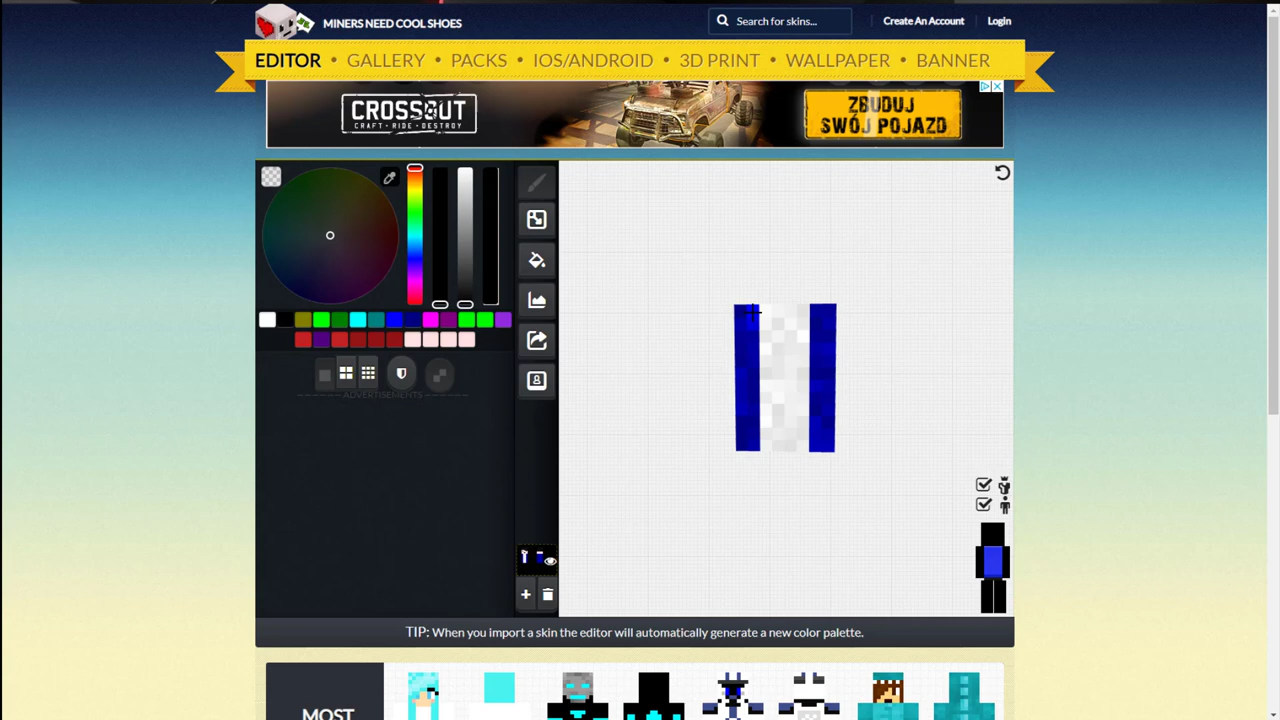 MINERS NEED COOL SHOES
Search for skins...
Create An Account
Login
EDITOR • GALLERY • PACKS • IOS/ANDROID • 3D PRINT • WALLPAPER • BANNER
CROSSOUT
CRAFT • RIDE • DESTROY
ZBUDUJ
SWÓJ POJAZD
ADVERTISEMENTS
TIP: When you import a skin the editor will automatically generate a new color palette.
MOST